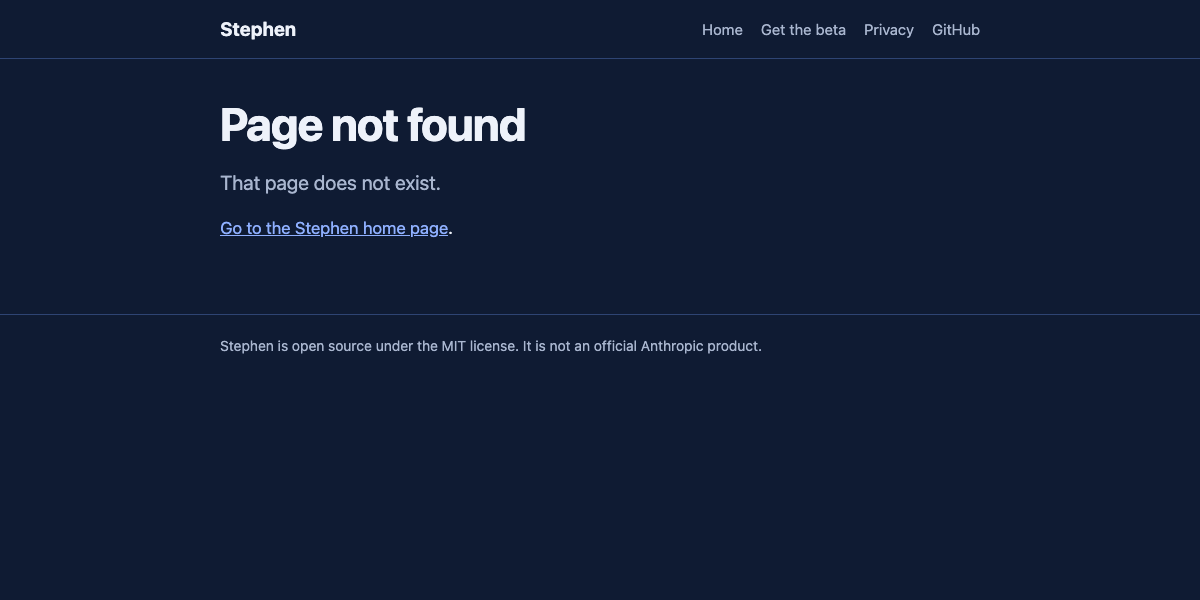 Stephen
Home Get the beta Privacy GitHub
Page not found
That page does not exist.
Go to the Stephen home page.
Stephen is open source under the MIT license. It is not an official Anthropic product.